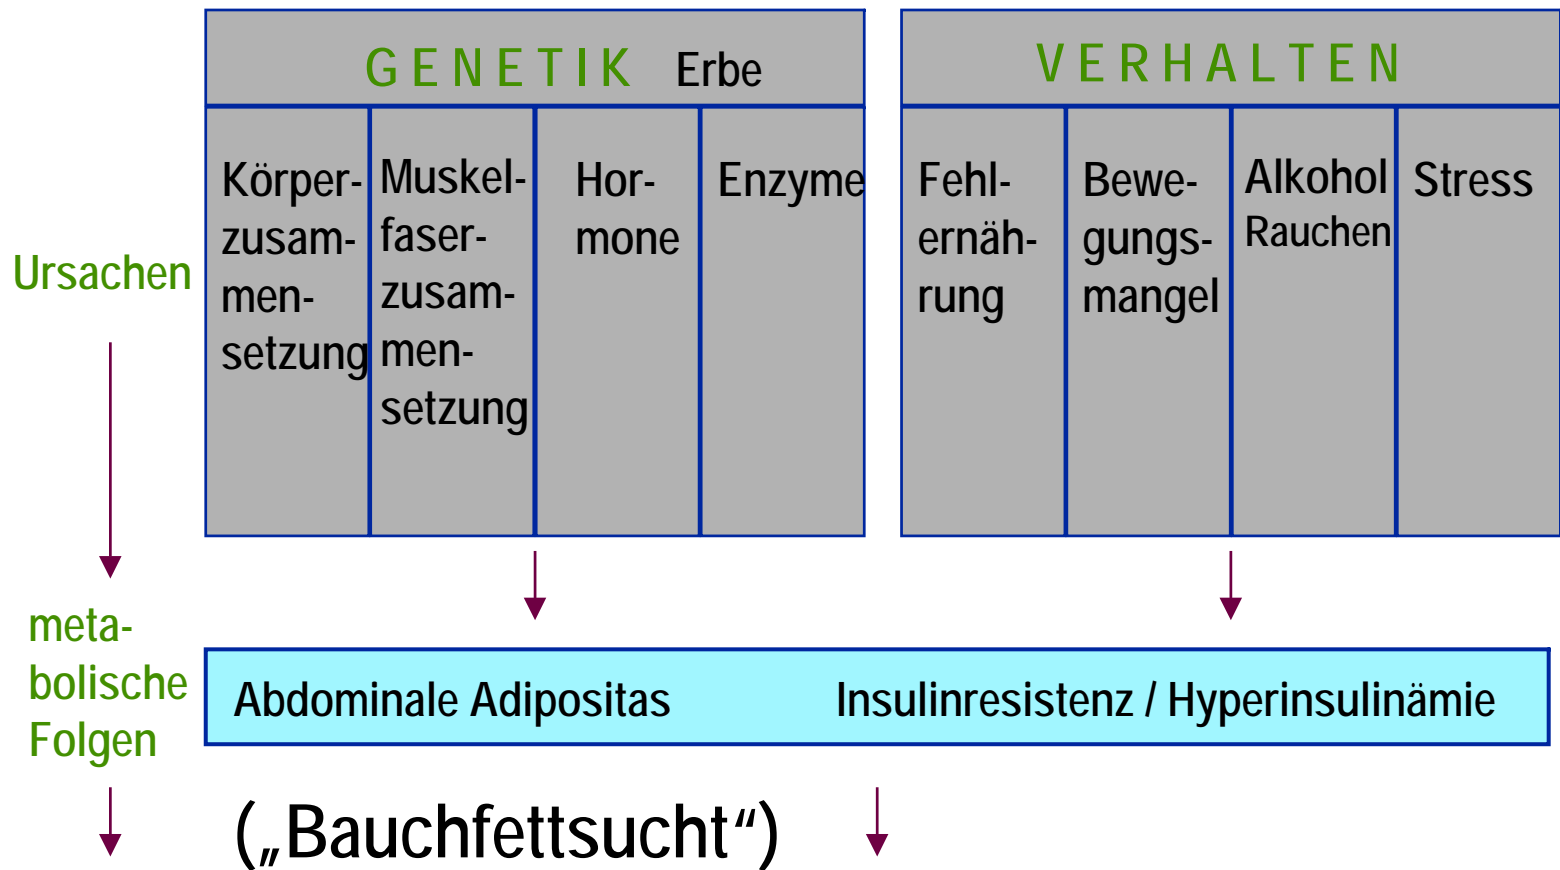 GENETIK Erbe
VERHALTEN
Ursachen
Körper-
zusam-
men-
setzung
Muskel-
faser-
zusam-
men-
setzung
Hor-
mone
Enzyme
Fehl-
ernäh-
rung
Bewe-
gungs-
mangel
Alkohol
Rauchen
Stress
meta-
bolische
Folgen
Abdominale Adipositas
Insulinresistenz / Hyperinsulinämie
(„Bauchfettsucht“)